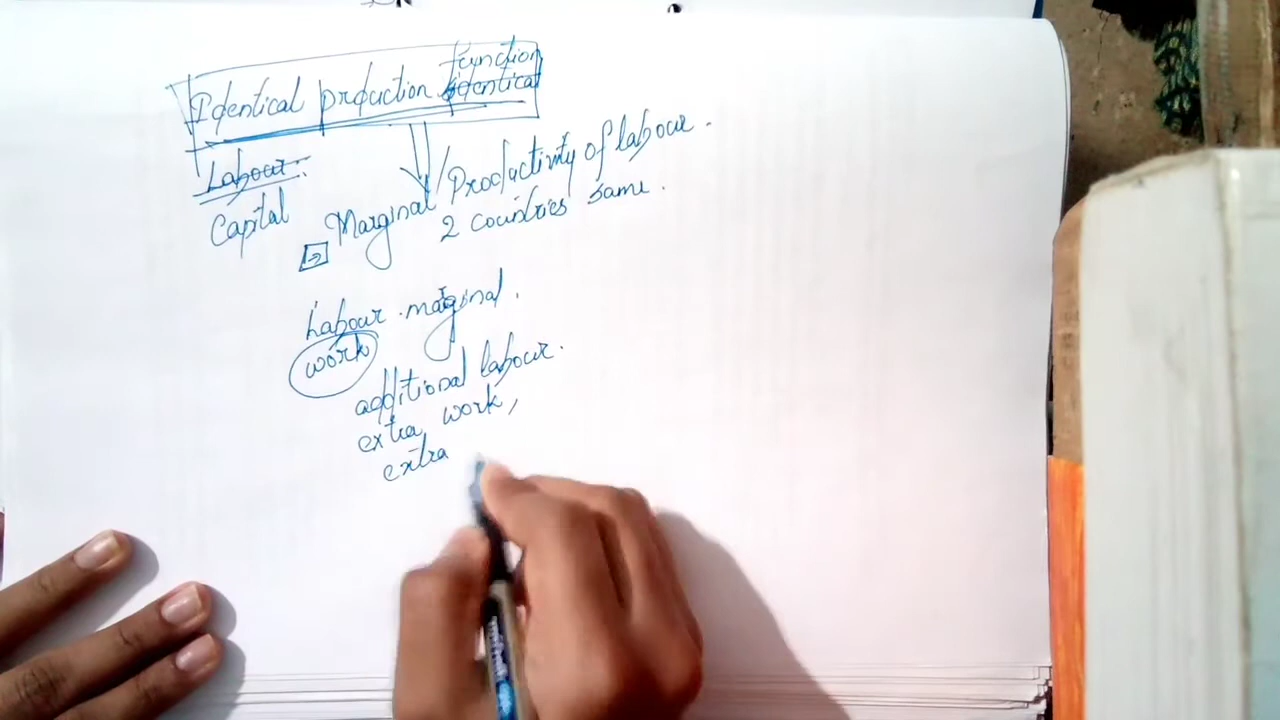 function
Identical production identical
Labour.
Capital
Marginal / Productivity of labour.
2 countries same.
Labour marginal.
work
additional labour.
extra work,
extra